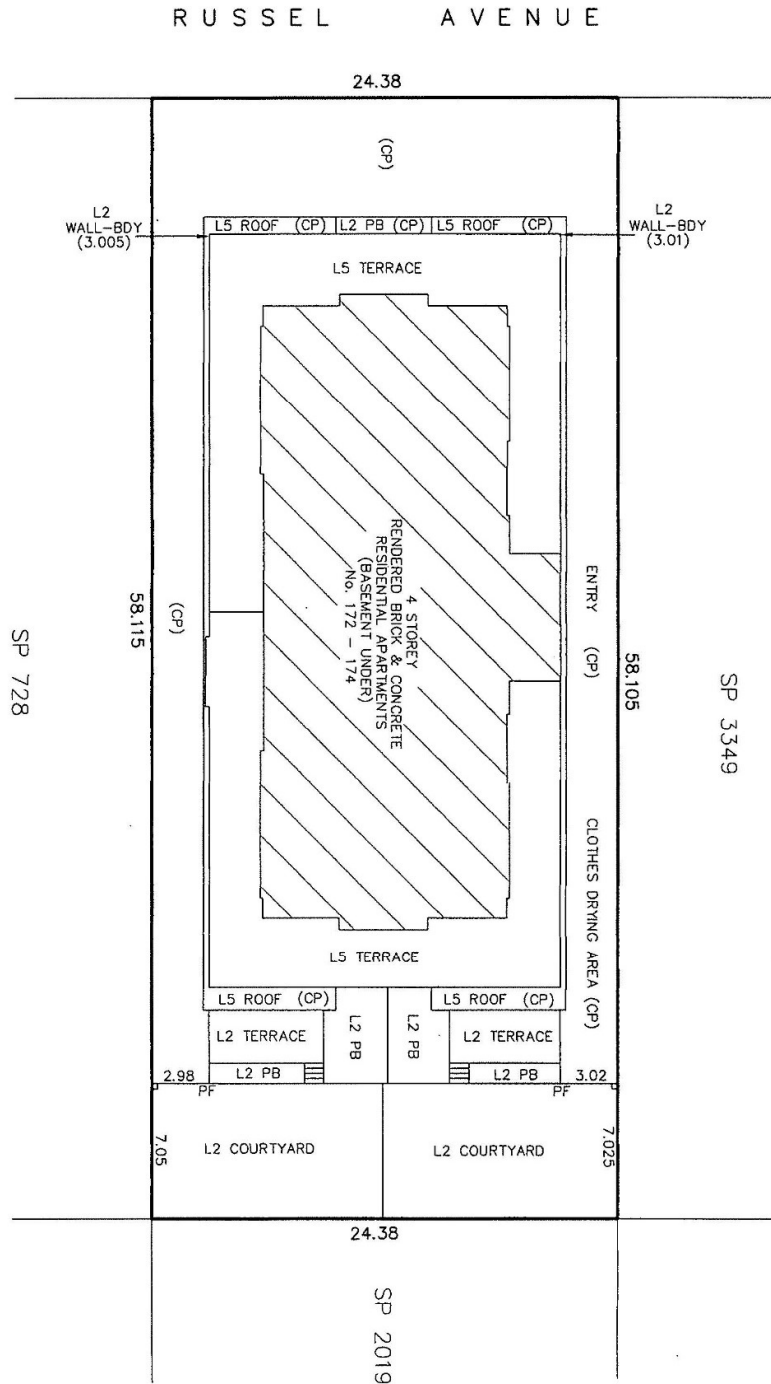 RUSSEL AVENUE
24.38
(CP)
L2
WALL-BDY
(3.005)
L5 ROOF (CP)
L2 PB (CP)
L5 ROOF (CP)
L2
WALL-BDY
(3.01)
L5 TERRACE
4 STOREY
RENDERED BRICK & CONCRETE
RESIDENTIAL APARTMENTS
(BASEMENT UNDER)
No. 172 - 174
ENTRY (CP)
58.105
SP 3349
58.115
(CP)
SP 728
CLOTHES DRYING AREA (CP)
L5 TERRACE
L5 ROOF (CP)
L5 ROOF (CP)
L2 TERRACE
L2 PB
L2 PB
L2 TERRACE
2.98
L2 PB
L2 PB
3.02
PF
PF
7.05
L2 COURTYARD
L2 COURTYARD
7.025
24.38
SP 2019